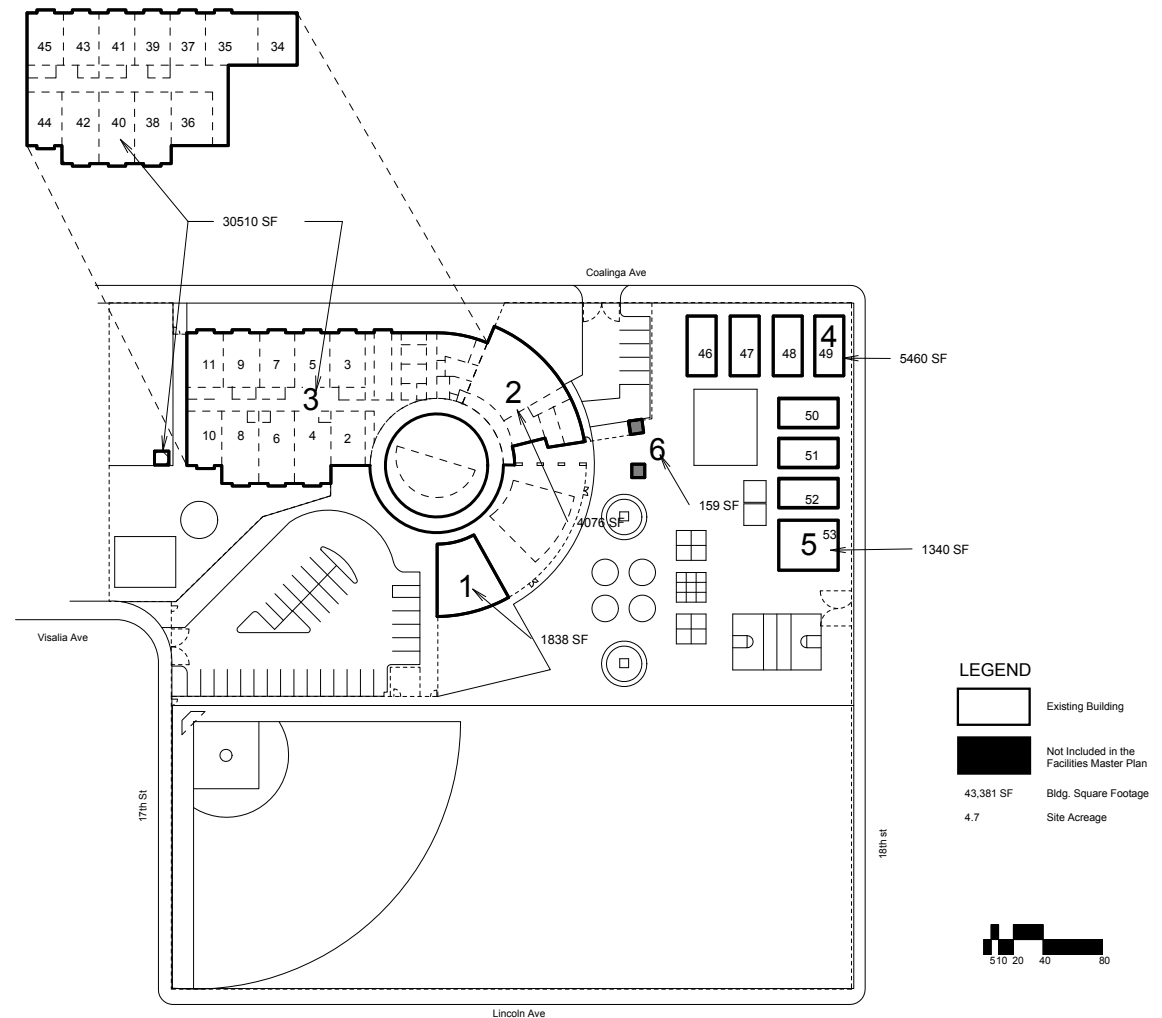 45 43 41 39 37 35 34
44 42 40 38 36
30510 SF
Coalinga Ave
11 9 7 5 3
3
10 8 6 4 2
2
4076 SF
1
1838 SF
6
159 SF
46 47 48 49
4
5460 SF
50
51
52
53
5
1340 SF
Visalia Ave
17th St
18th st
Lincoln Ave
LEGEND
Existing Building
Not Included in the
Facilities Master Plan
43,381 SF Bldg. Square Footage
4.7 Site Acreage
5 10 20 40 80